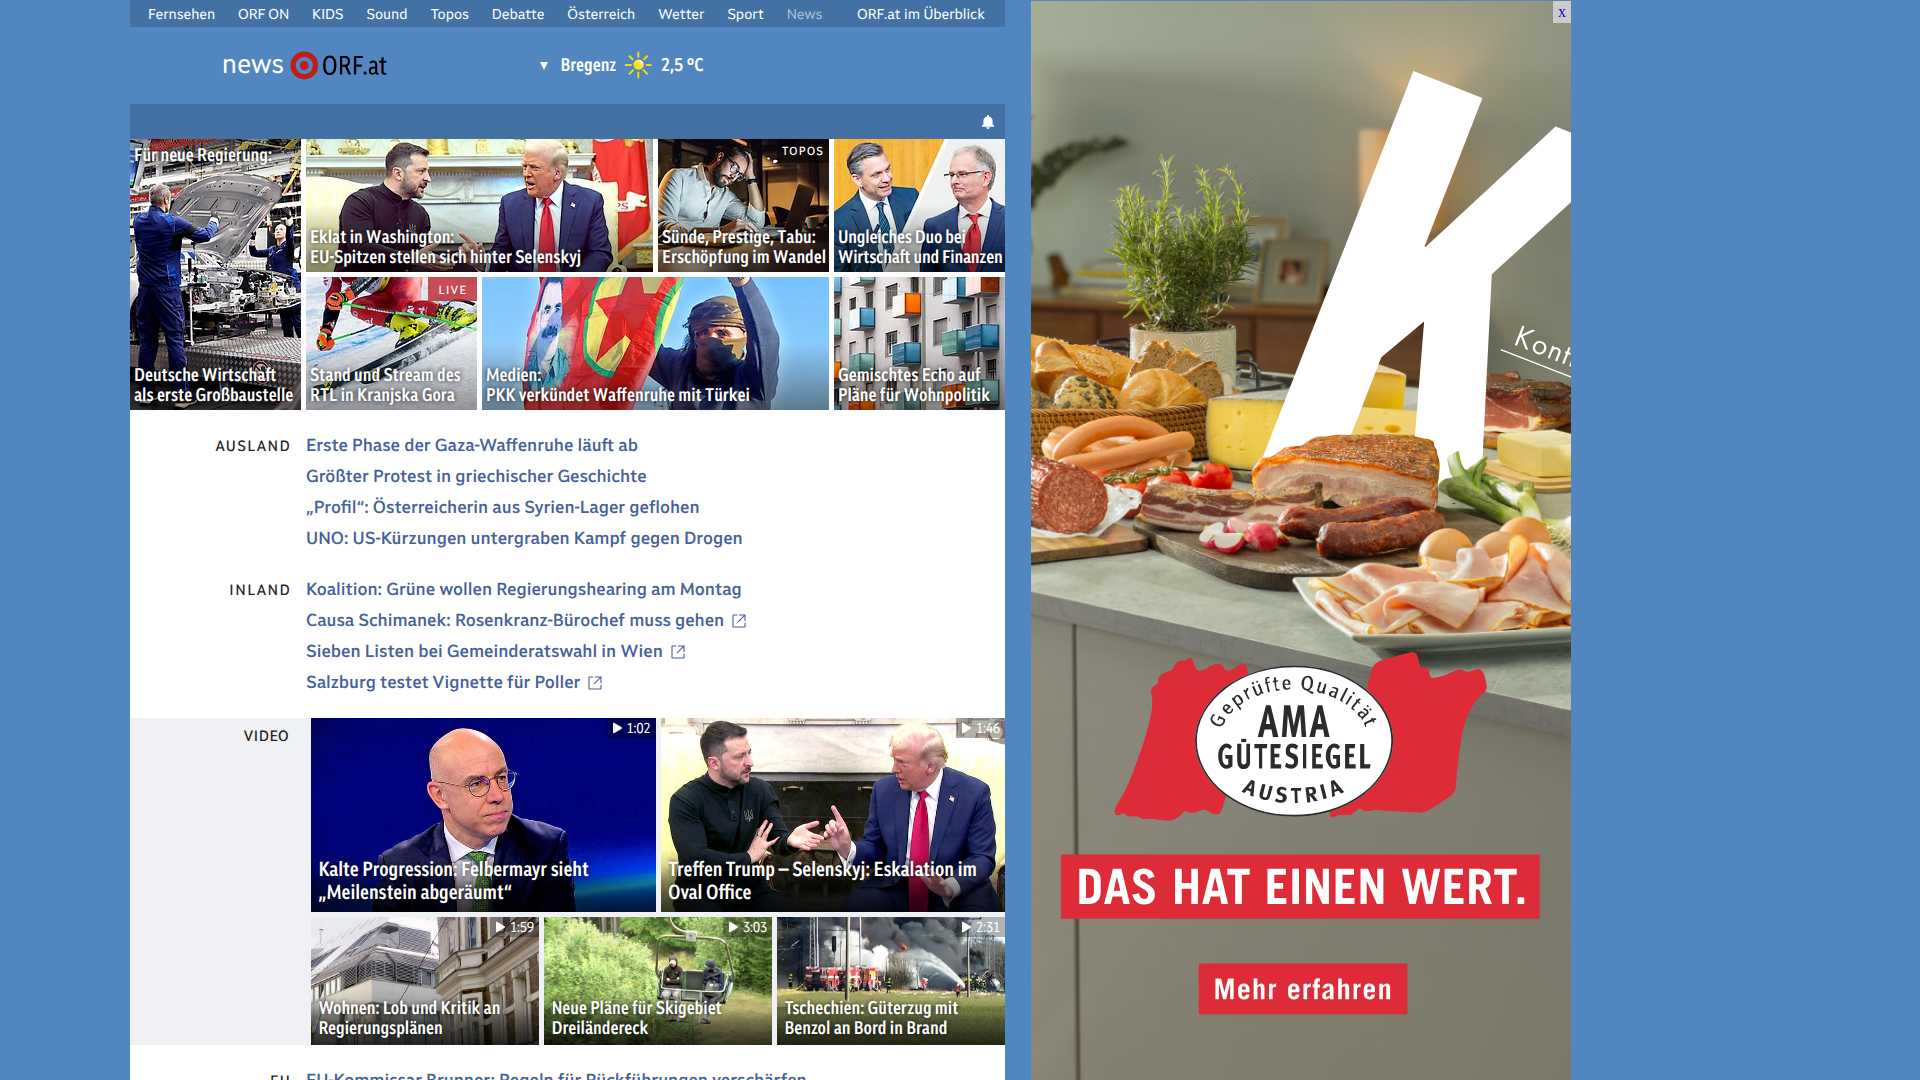 Fernsehen ORF ON KIDS Sound Topos Debatte Österreich Wetter Sport News ORF.at im Überblick
news ORF.at
▼ Bregenz 2,5 °C
Für neue Regierung:
Deutsche Wirtschaft
als erste Großbaustelle
Eklat in Washington:
EU-Spitzen stellen sich hinter Selenskyj
TOPOS
Sünde, Prestige, Tabu:
Erschöpfung im Wandel
Ungleiches Duo bei
Wirtschaft und Finanzen
LIVE
Stand und Stream des
RTL in Kranjska Gora
Medien:
PKK verkündet Waffenruhe mit Türkei
Gemischtes Echo auf
Pläne für Wohnpolitik
AUSLAND
Erste Phase der Gaza-Waffenruhe läuft ab
Größter Protest in griechischer Geschichte
„Profil“: Österreicherin aus Syrien-Lager geflohen
UNO: US-Kürzungen untergraben Kampf gegen Drogen
INLAND
Koalition: Grüne wollen Regierungshearing am Montag
Causa Schimanek: Rosenkranz-Bürochef muss gehen
Sieben Listen bei Gemeinderatswahl in Wien
Salzburg testet Vignette für Poller
VIDEO
1:02
Kalte Progression: Felbermayr sieht
„Meilenstein abgeräumt“
1:46
Treffen Trump – Selenskyj: Eskalation im
Oval Office
1:59
Wohnen: Lob und Kritik an
Regierungsplänen
3:03
Neue Pläne für Skigebiet
Dreiländereck
2:31
Tschechien: Güterzug mit
Benzol an Bord in Brand
EU
EU-Kommissar Brunner: Regeln für Rückführungen verschärfen
x
K
Kont
Geprüfte Qualität
AMA
GÜTESIEGEL
AUSTRIA
DAS HAT EINEN WERT.
Mehr erfahren